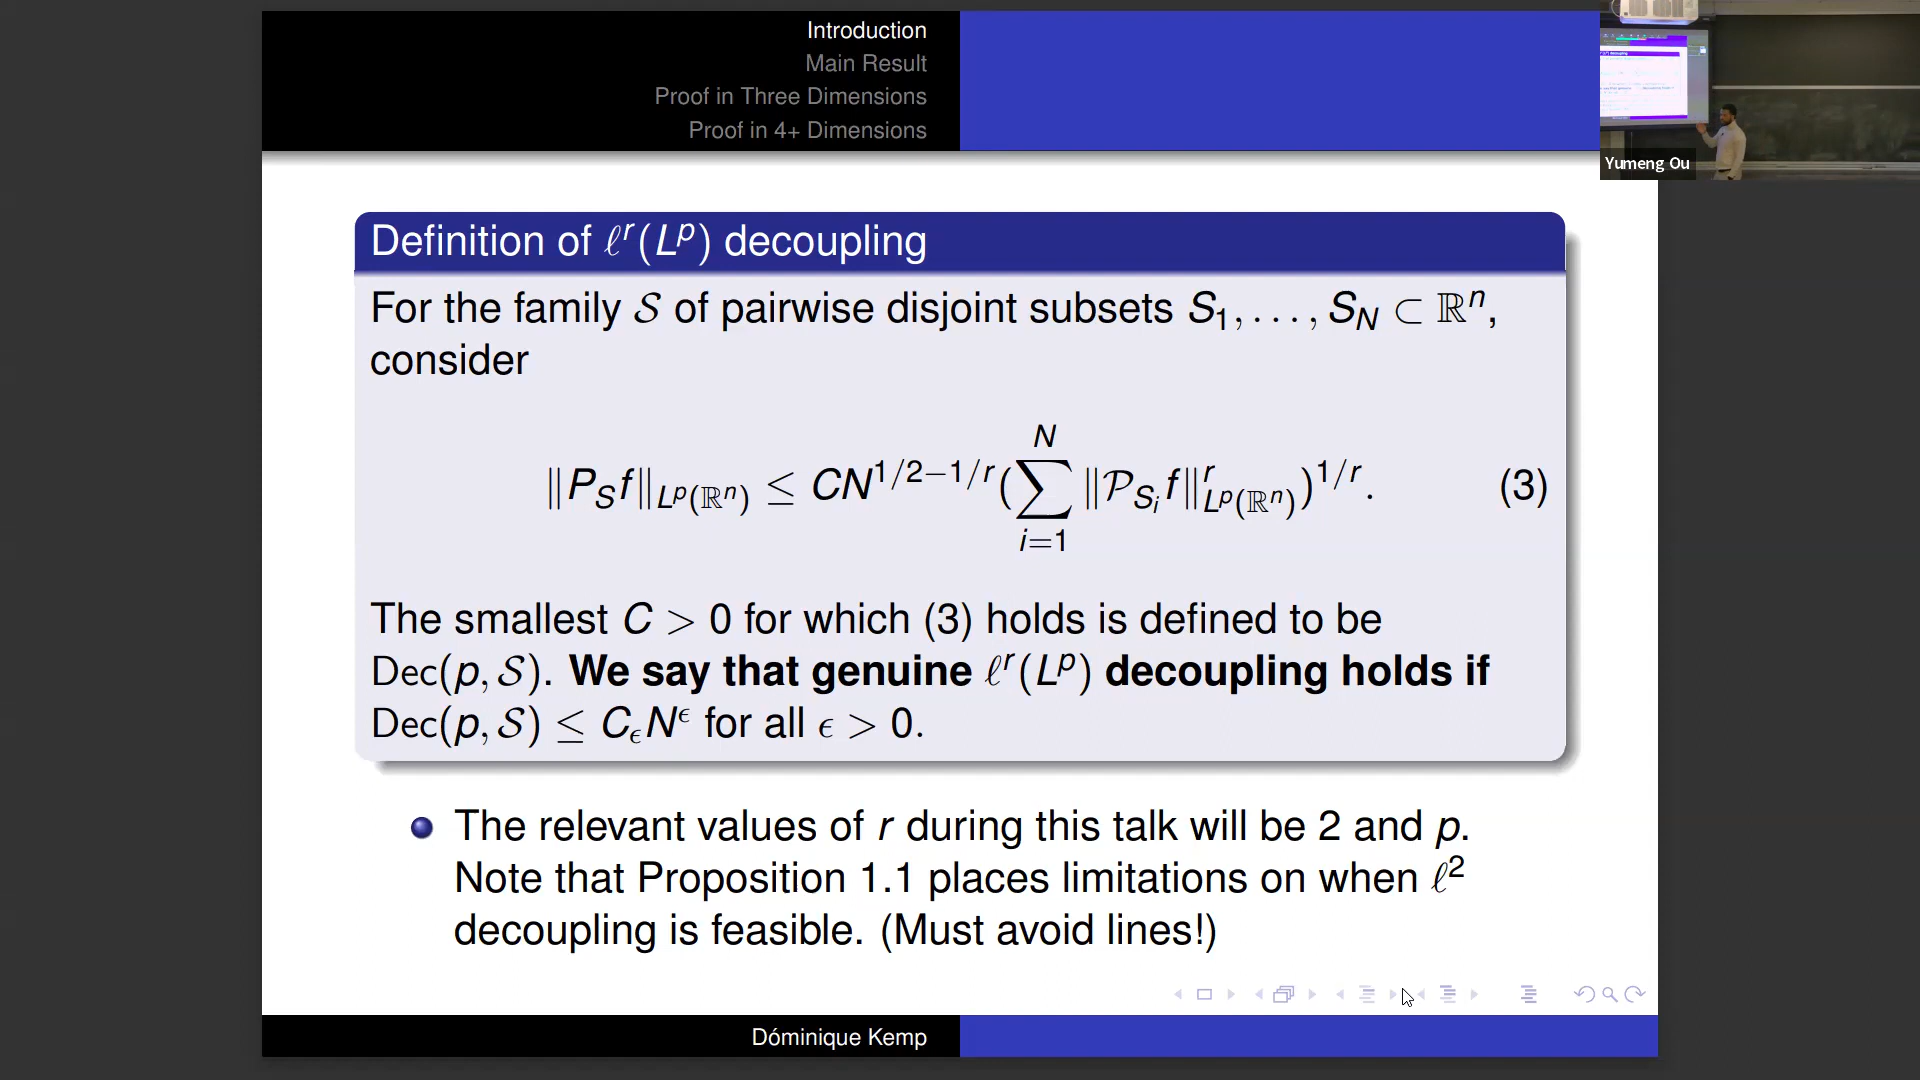 Introduction
Main Result
Proof in Three Dimensions
Proof in 4+ Dimensions
Yumeng Ou
Definition of ℓ^r(L^p) decoupling
For the family 𝒮 of pairwise disjoint subsets S_1, . . . , S_N ⊂ ℝ^n,
consider
‖P_S f‖_{L^p(ℝ^n)} ≤ CN^{1/2−1/r}(∑_{i=1}^{N} ‖𝒫_{S_i} f‖^r_{L^p(ℝ^n)})^{1/r}. (3)
The smallest C > 0 for which (3) holds is defined to be
Dec(p, 𝒮). We say that genuine ℓ^r(L^p) decoupling holds if
Dec(p, 𝒮) ≤ C_ϵ N^ϵ for all ϵ > 0.
The relevant values of r during this talk will be 2 and p.
Note that Proposition 1.1 places limitations on when ℓ^2
decoupling is feasible. (Must avoid lines!)
Dóminique Kemp